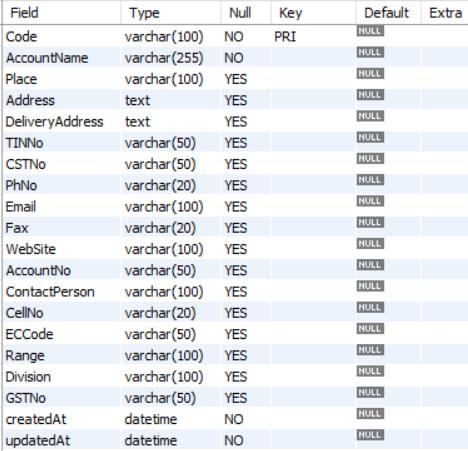 Field Type Null Key Default Extra
Code varchar(100) NO PRI NULL
AccountName varchar(255) NO NULL
Place varchar(100) YES NULL
Address text YES NULL
DeliveryAddress text YES NULL
TINNo varchar(50) YES NULL
CSTNo varchar(50) YES NULL
PhNo varchar(20) YES NULL
Email varchar(100) YES NULL
Fax varchar(20) YES NULL
WebSite varchar(100) YES NULL
AccountNo varchar(50) YES NULL
ContactPerson varchar(100) YES NULL
CellNo varchar(20) YES NULL
ECCode varchar(50) YES NULL
Range varchar(100) YES NULL
Division varchar(100) YES NULL
GSTNo varchar(50) YES NULL
createdAt datetime NO NULL
updatedAt datetime NO NULL